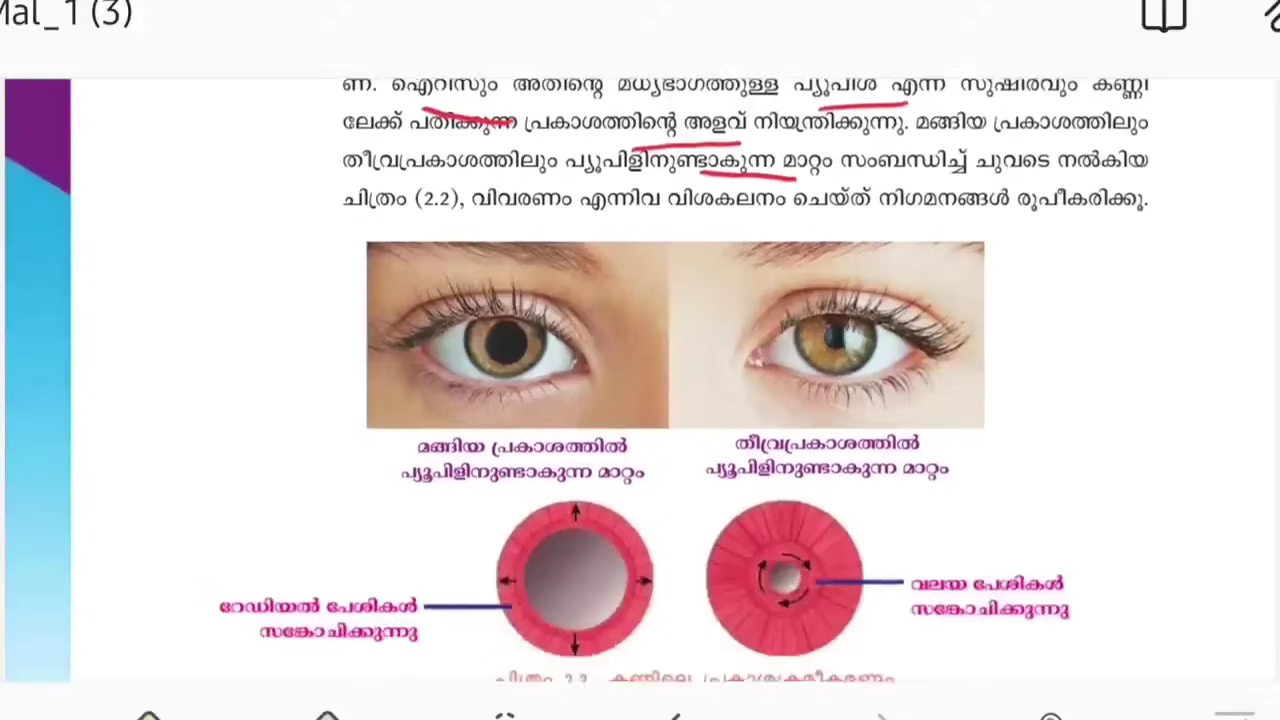 Mal_1 (3)
ണ്. ഐറിസും അതിന്റെ മധ്യഭാഗത്തുള്ള പ്യൂപിൾ എന്ന സുഷിരവും കണ്ണി
ലേക്ക് പതിക്കുന്ന പ്രകാശത്തിന്റെ അളവ് നിയന്ത്രിക്കുന്നു. മങ്ങിയ പ്രകാശത്തിലും
തീവ്രപ്രകാശത്തിലും പ്യൂപിളിനുണ്ടാകുന്ന മാറ്റം സംബന്ധിച്ച് ചുവടെ നൽകിയ
ചിത്രം (2.2), വിവരണം എന്നിവ വിശകലനം ചെയ്ത് നിഗമനങ്ങൾ രൂപീകരിക്കൂ.
മങ്ങിയ പ്രകാശത്തിൽ
പ്യൂപിളിനുണ്ടാകുന്ന മാറ്റം
തീവ്രപ്രകാശത്തിൽ
പ്യൂപിളിനുണ്ടാകുന്ന മാറ്റം
റേഡിയൽ പേശികൾ
സങ്കോചിക്കുന്നു
വലയ പേശികൾ
സങ്കോചിക്കുന്നു